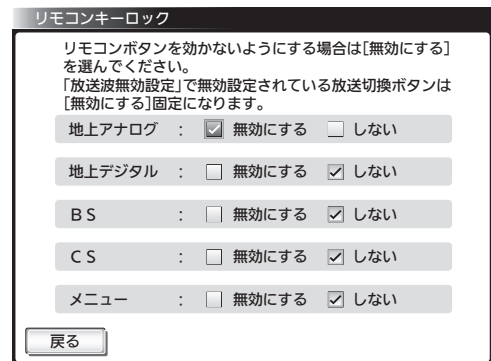 リモコンキーロック
リモコンボタンを効かないようにする場合は[無効にする]
を選んでください。
「放送波無効設定」で無効設定されている放送切換ボタンは
[無効にする]固定になります。
地上アナログ : 無効にする しない
地上デジタル : 無効にする しない
BS : 無効にする しない
CS : 無効にする しない
メニュー : 無効にする しない
戻る